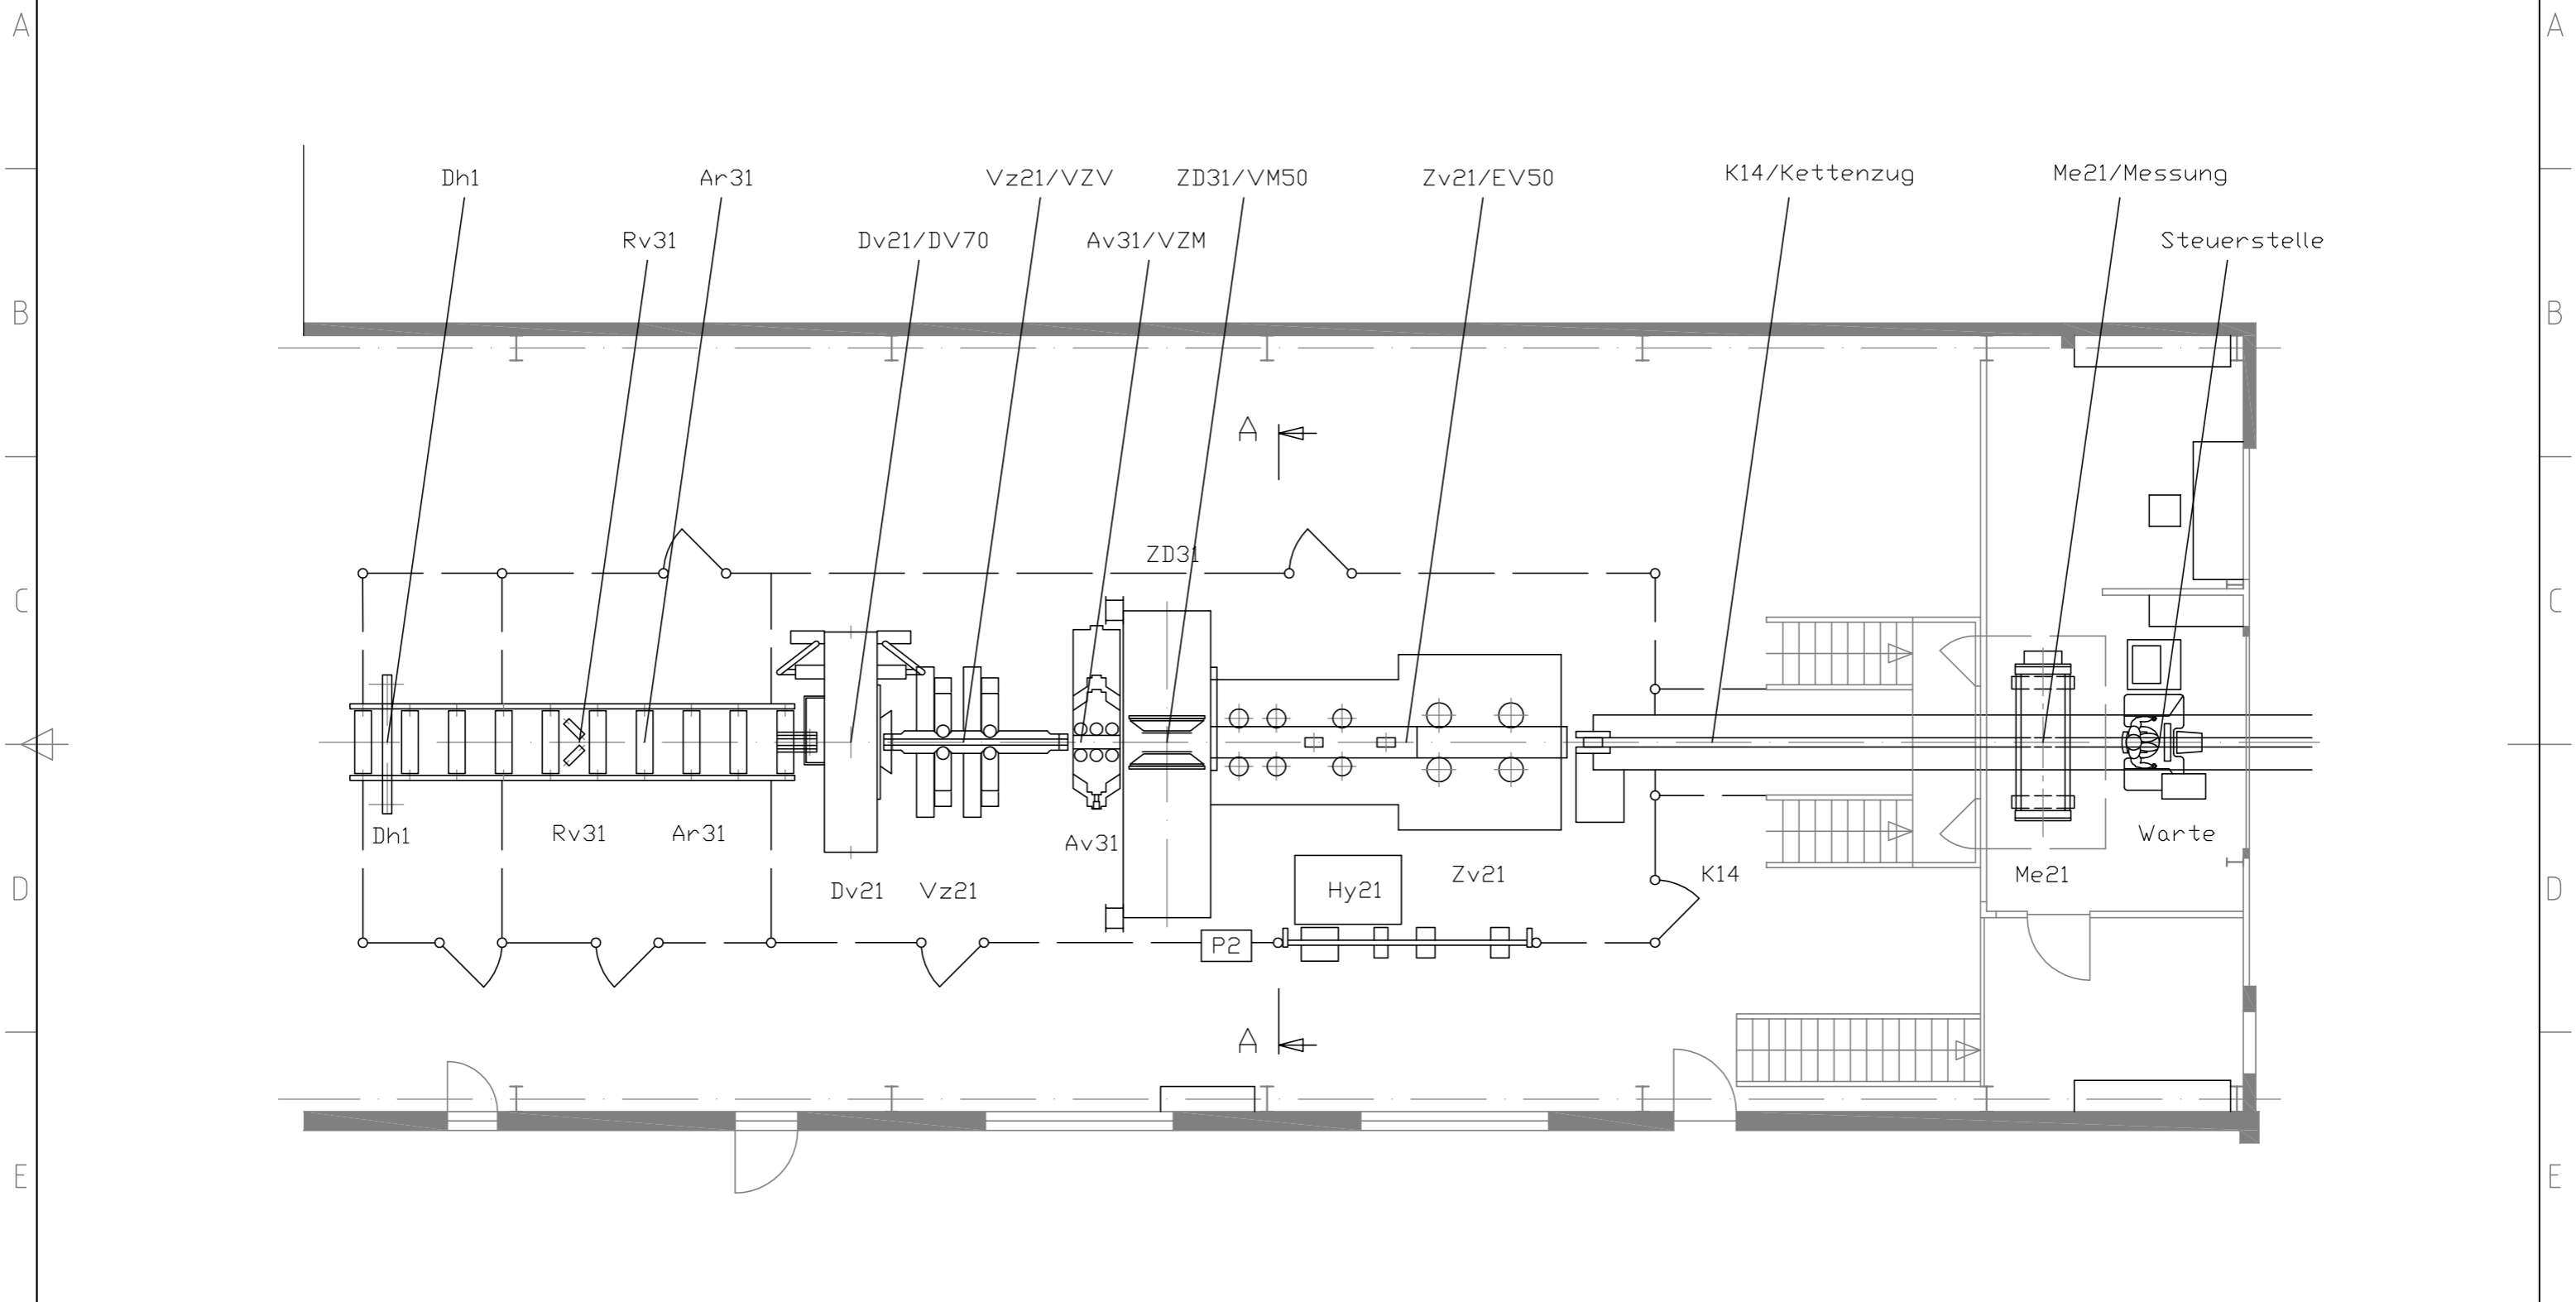 A A
Dh1 Ar31 Vz21/VZV ZD31/VM50 Zv21/EV50 K14/Kettenzug Me21/Messung
Rv31 Dv21/DV70 Av31/VZM Steuerstelle
B B
A
ZD31
C C
Dh1 Rv31 Ar31 Av31 Warte
Dv21 Vz21 Hy21 Zv21 K14 Me21
D D
P2
A
E E